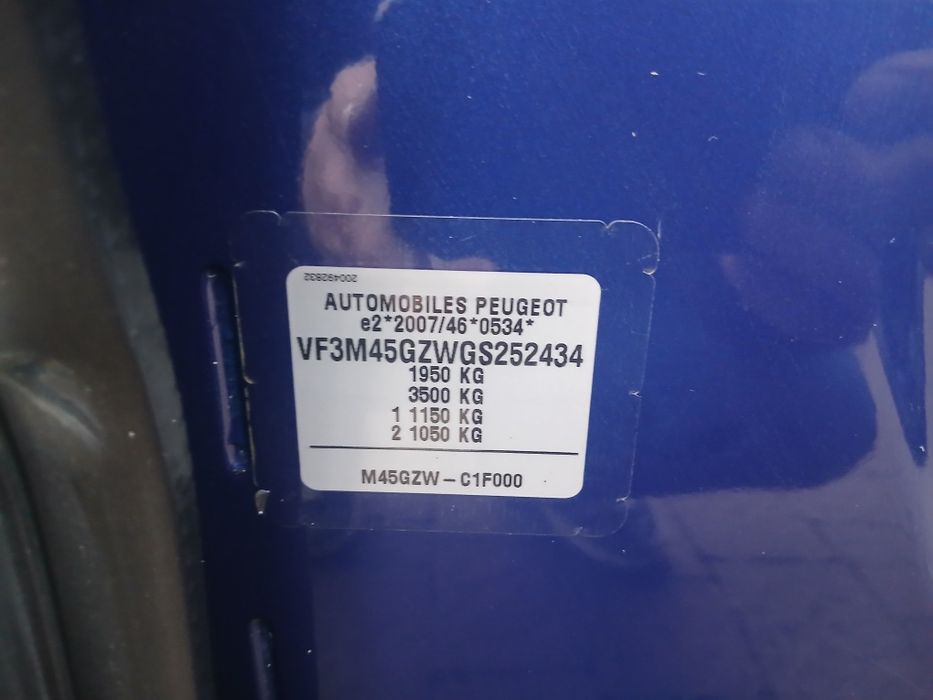 200492832
AUTOMOBILES PEUGEOT
e2*2007/46*0534*
VF3M45GZWGS252434
1950 KG
3500 KG
1 1150 KG
2 1050 KG
M45GZW – C1F000